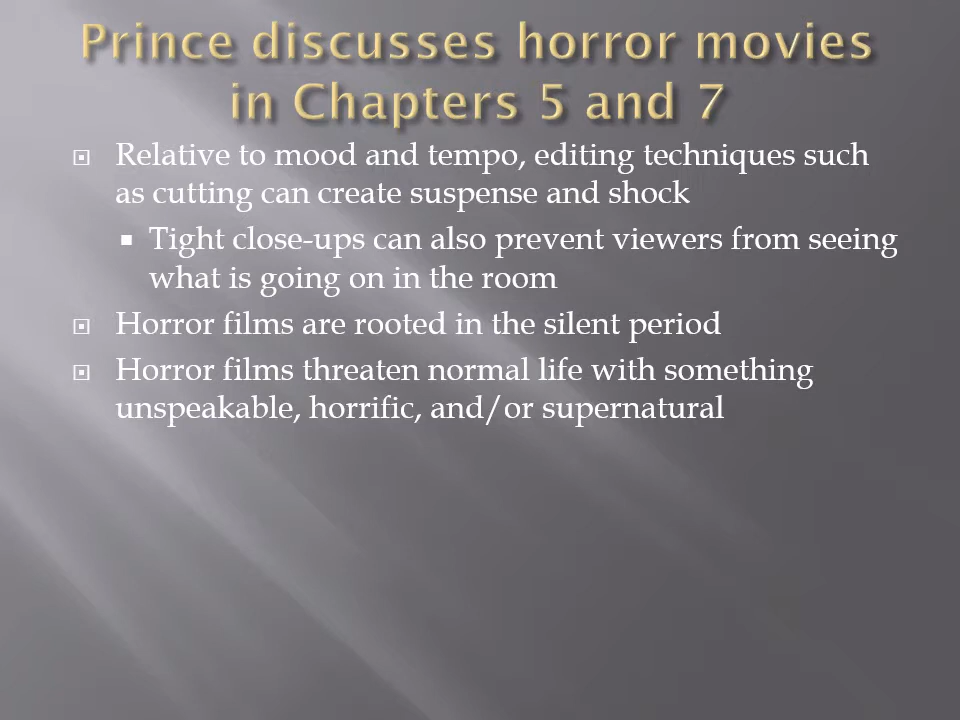 Prince discusses horror movies
in Chapters 5 and 7
Relative to mood and tempo, editing techniques such
as cutting can create suspense and shock
Tight close-ups can also prevent viewers from seeing
what is going on in the room
Horror films are rooted in the silent period
Horror films threaten normal life with something
unspeakable, horrific, and/or supernatural